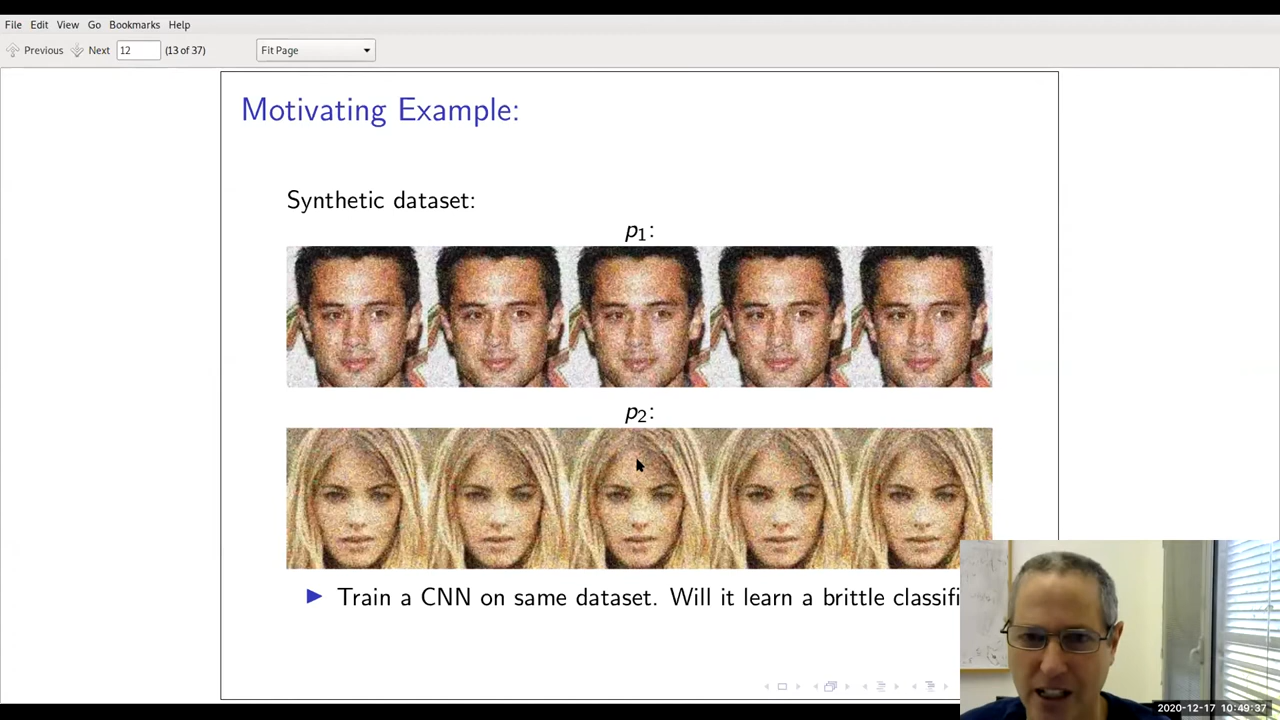 File Edit View Go Bookmarks Help
Previous Next 12 (13 of 37) Fit Page
Motivating Example:
Synthetic dataset:
p1:
p2:
Train a CNN on same dataset. Will it learn a brittle classifi
2020-12-17 10:49:37